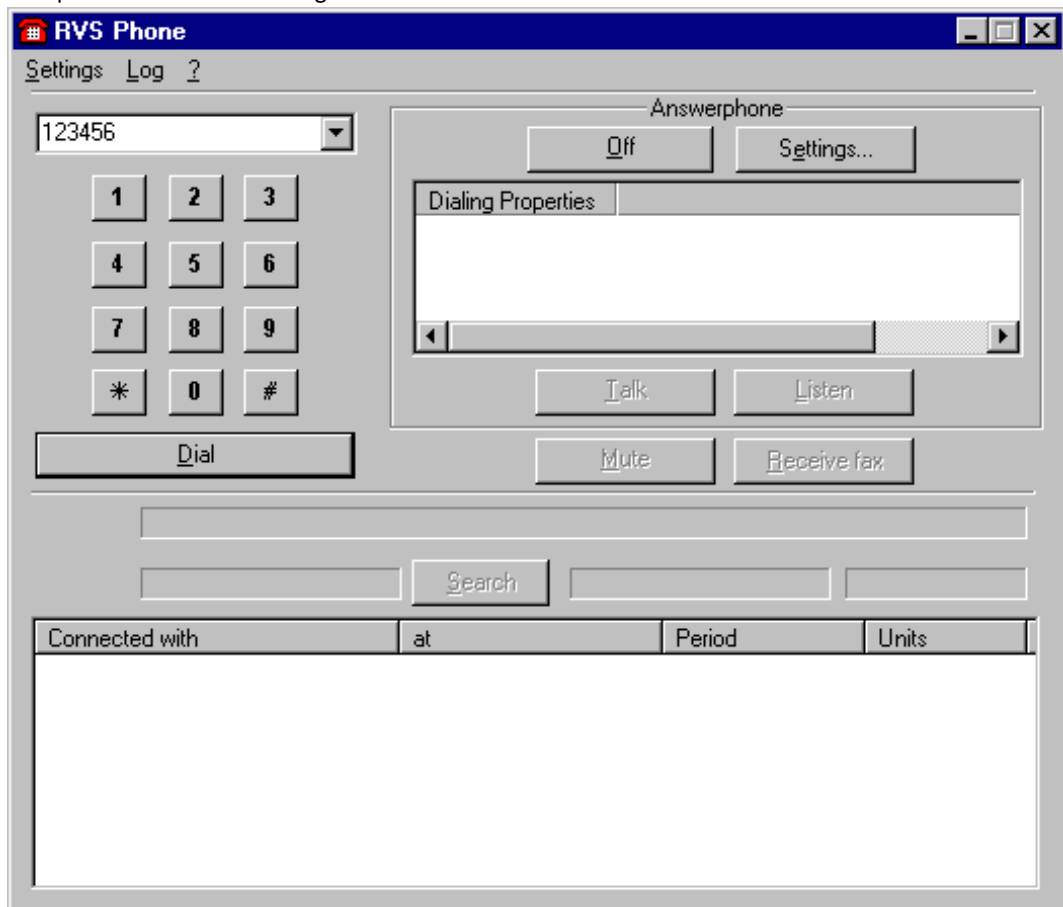 RVS Phone
Settings Log ?
123456
Answerphone
Off Settings...
1 2 3
Dialing Properties
4 5 6
7 8 9
* 0 #
Talk Listen
Dial
Mute Receive fax
Search
Connected with at Period Units